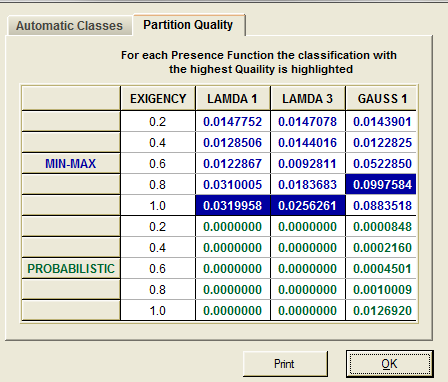 Automatic Classes Partition Quality
For each Presence Function the classification with
the highest Quaility is highlighted
EXIGENCY LAMDA 1 LAMDA 3 GAUSS 1
0.2 0.0147752 0.0147078 0.0143901
0.4 0.0128506 0.0144016 0.0122825
MIN-MAX 0.6 0.0122867 0.0092811 0.0522850
0.8 0.0310005 0.0183683 0.0997584
1.0 0.0319958 0.0256261 0.0883518
0.2 0.0000000 0.0000000 0.0000848
0.4 0.0000000 0.0000000 0.0002160
PROBABILISTIC 0.6 0.0000000 0.0000000 0.0004501
0.8 0.0000000 0.0000000 0.0010009
1.0 0.0000000 0.0000000 0.0126920
Print OK